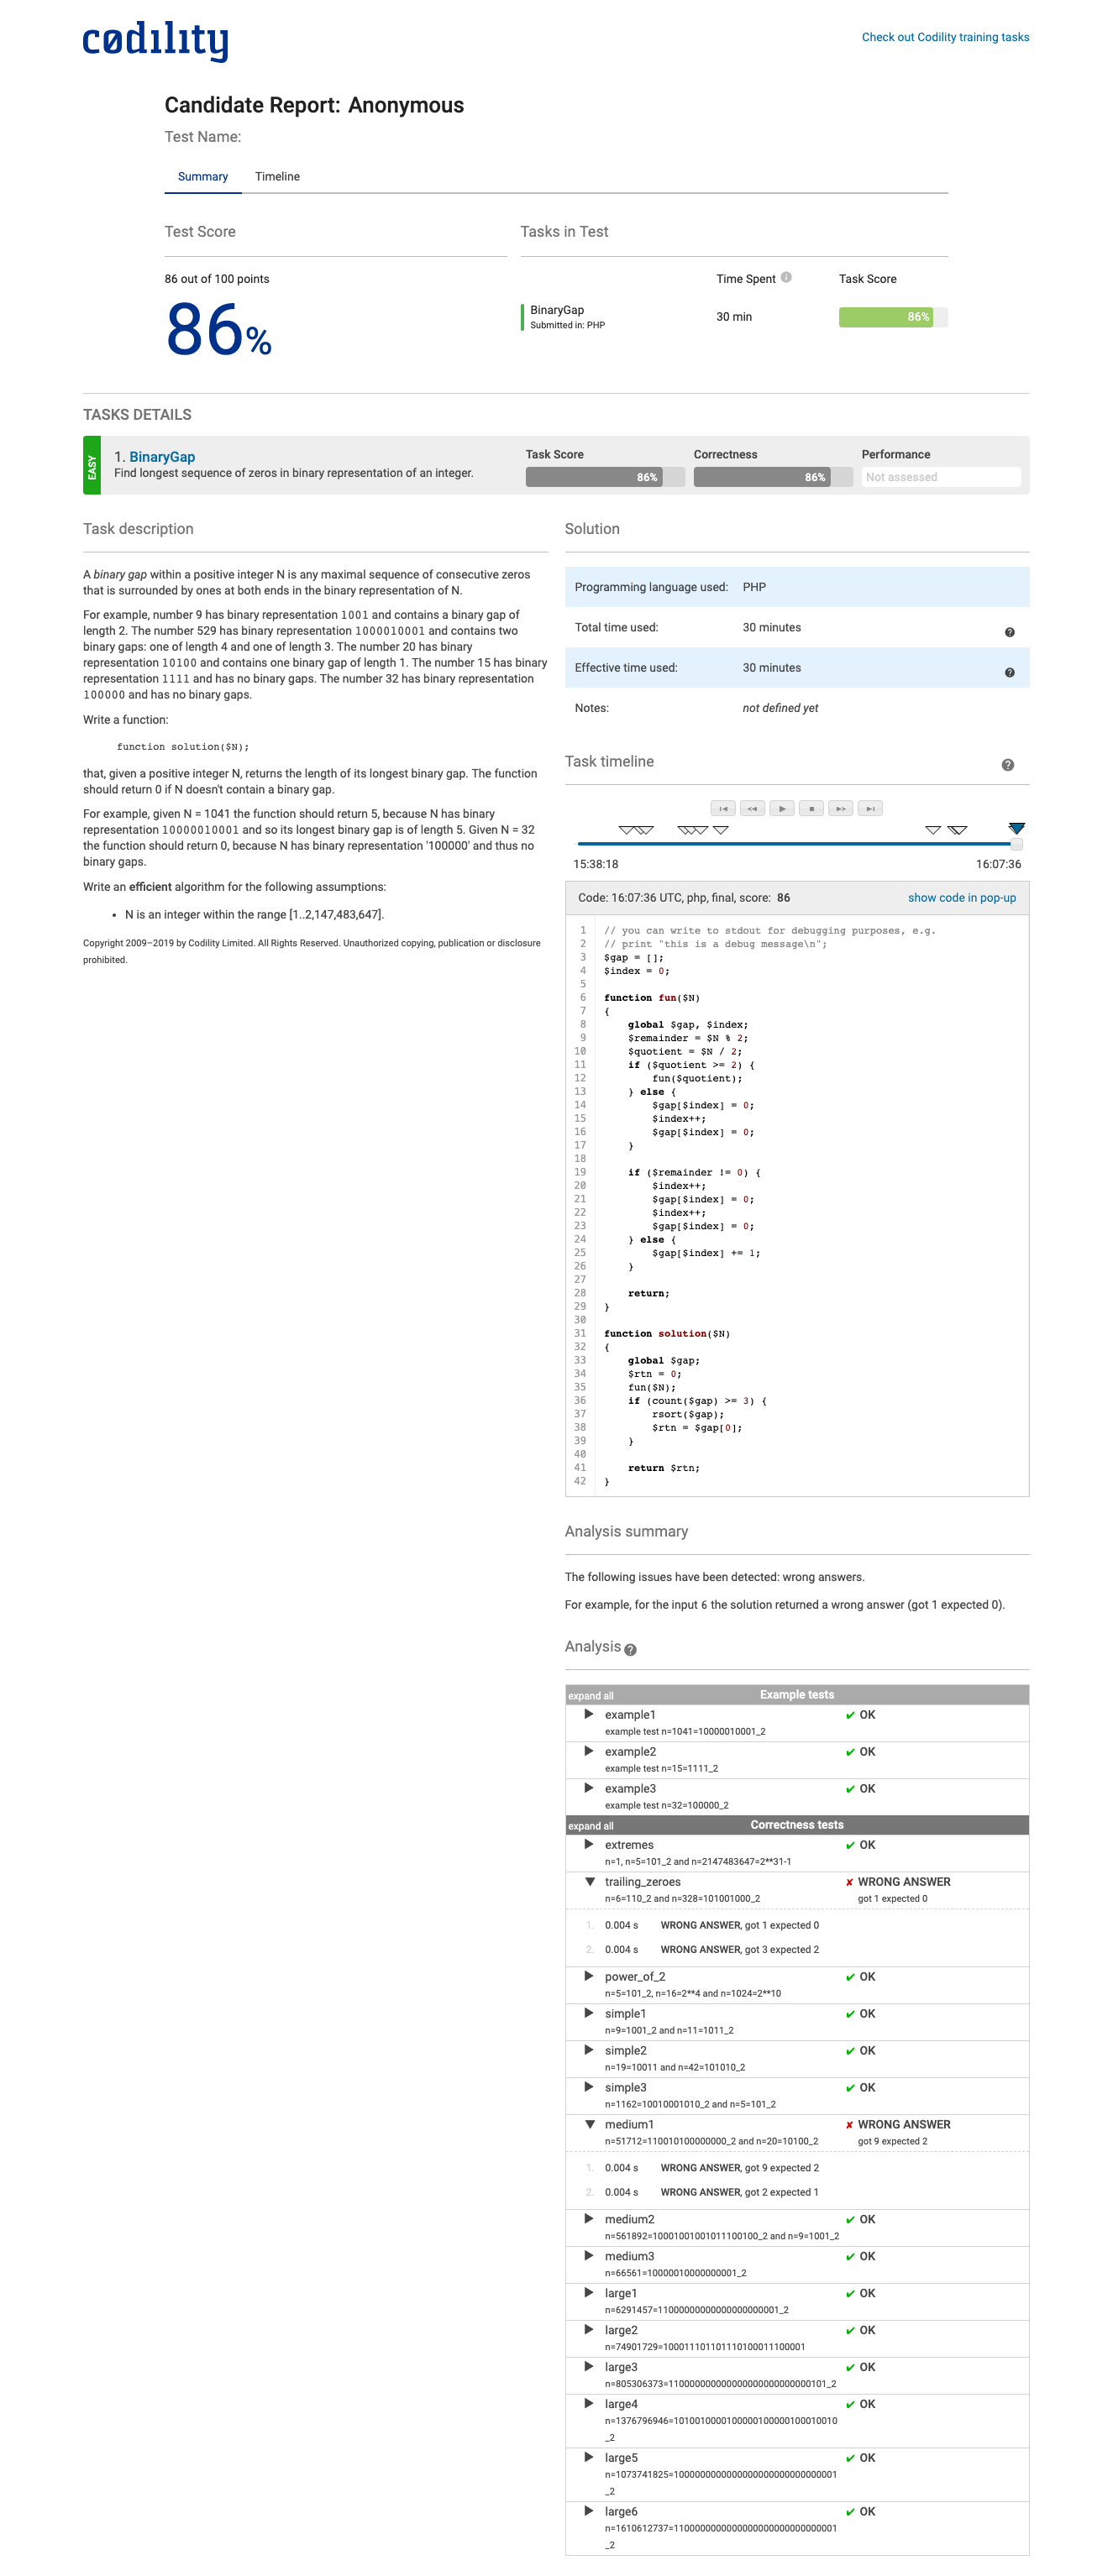 codility
Check out Codility training tasks
Candidate Report: Anonymous
Test Name:
Summary Timeline
Test Score Tasks in Test
86 out of 100 points
86%
Time Spent Task Score
BinaryGap
Submitted in: PHP
30 min
86%
TASKS DETAILS
EASY
1. BinaryGap
Find longest sequence of zeros in binary representation of an integer.
Task Score
86%
Correctness
86%
Performance
Not assessed
Task description
A binary gap within a positive integer N is any maximal sequence of consecutive zeros
that is surrounded by ones at both ends in the binary representation of N.
For example, number 9 has binary representation 1001 and contains a binary gap of
length 2. The number 529 has binary representation 1000010001 and contains two
binary gaps: one of length 4 and one of length 3. The number 20 has binary
representation 10100 and contains one binary gap of length 1. The number 15 has binary
representation 1111 and has no binary gaps. The number 32 has binary representation
100000 and has no binary gaps.
Write a function:
function solution($N);
that, given a positive integer N, returns the length of its longest binary gap. The function
should return 0 if N doesn't contain a binary gap.
For example, given N = 1041 the function should return 5, because N has binary
representation 10000010001 and so its longest binary gap is of length 5. Given N = 32
the function should return 0, because N has binary representation '100000' and thus no
binary gaps.
Write an efficient algorithm for the following assumptions:
• N is an integer within the range [1..2,147,483,647].
Copyright 2009–2019 by Codility Limited. All Rights Reserved. Unauthorized copying, publication or disclosure
prohibited.
Solution
Programming language used: PHP
Total time used: 30 minutes
Effective time used: 30 minutes
Notes: not defined yet
Task timeline
15:38:18 16:07:36
Code: 16:07:36 UTC, php, final, score: 86 show code in pop-up
1 // you can write to stdout for debugging purposes, e.g.
2 // print "this is a debug message\n";
3 $gap = [];
4 $index = 0;
5
6 function fun($N)
7 {
8 global $gap, $index;
9 $remainder = $N % 2;
10 $quotient = $N / 2;
11 if ($quotient >= 2) {
12 fun($quotient);
13 } else {
14 $gap[$index] = 0;
15 $index++;
16 $gap[$index] = 0;
17 }
18
19 if ($remainder != 0) {
20 $index++;
21 $gap[$index] = 0;
22 $index++;
23 $gap[$index] = 0;
24 } else {
25 $gap[$index] += 1;
26 }
27
28 return;
29 }
30
31 function solution($N)
32 {
33 global $gap;
34 $rtn = 0;
35 fun($N);
36 if (count($gap) >= 3) {
37 rsort($gap);
38 $rtn = $gap[0];
39 }
40
41 return $rtn;
42 }
Analysis summary
The following issues have been detected: wrong answers.
For example, for the input 6 the solution returned a wrong answer (got 1 expected 0).
Analysis
expand all Example tests
example1 ✔ OK
example test n=1041=10000010001_2
example2 ✔ OK
example test n=15=1111_2
example3 ✔ OK
example test n=32=100000_2
expand all Correctness tests
extremes ✔ OK
n=1, n=5=101_2 and n=2147483647=2**31-1
trailing_zeroes ✘ WRONG ANSWER
n=6=110_2 and n=328=101001000_2 got 1 expected 0
1. 0.004 s WRONG ANSWER, got 1 expected 0
2. 0.004 s WRONG ANSWER, got 3 expected 2
power_of_2 ✔ OK
n=5=101_2, n=16=2**4 and n=1024=2**10
simple1 ✔ OK
n=9=1001_2 and n=11=1011_2
simple2 ✔ OK
n=19=10011 and n=42=101010_2
simple3 ✔ OK
n=1162=10010001010_2 and n=5=101_2
medium1 ✘ WRONG ANSWER
n=51712=110010100000000_2 and n=20=10100_2 got 9 expected 2
1. 0.004 s WRONG ANSWER, got 9 expected 2
2. 0.004 s WRONG ANSWER, got 2 expected 1
medium2 ✔ OK
n=561892=10001001001011100100_2 and n=9=1001_2
medium3 ✔ OK
n=66561=10000010000000001_2
large1 ✔ OK
n=6291457=11000000000000000000001_2
large2 ✔ OK
n=74901729=100011101101110100011100001
large3 ✔ OK
n=805306373=110000000000000000000000000101_2
large4 ✔ OK
n=1376796946=1010010000100000100000100010010
_2
large5 ✔ OK
n=1073741825=1000000000000000000000000000001
_2
large6 ✔ OK
n=1610612737=1100000000000000000000000000001
_2